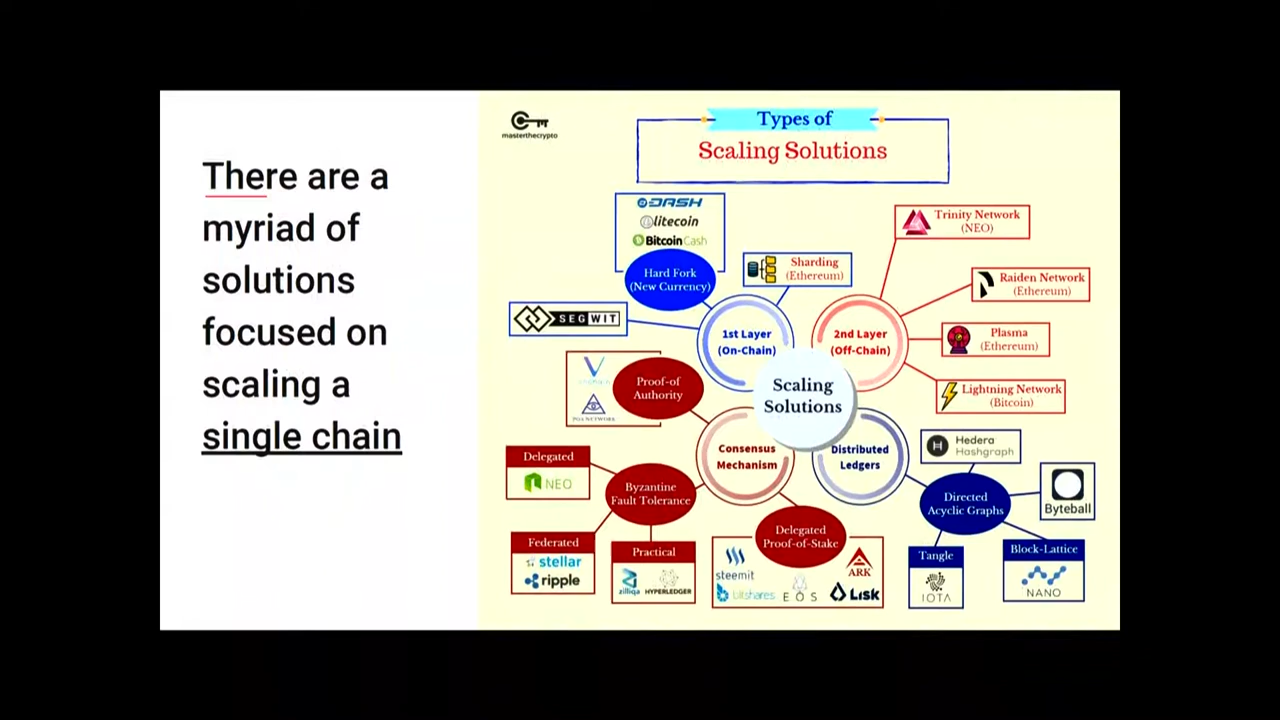 There are a
myriad of
solutions
focused on
scaling a
single chain
masterthecrypto
Types of
Scaling Solutions
DASH
litecoin
BitcoinCash
Hard Fork
(New Currency)
Sharding
(Ethereum)
SEGWIT
1st Layer
(On-Chain)
2nd Layer
(Off-Chain)
Trinity Network
(NEO)
Raiden Network
(Ethereum)
Plasma
(Ethereum)
Lightning Network
(Bitcoin)
Scaling
Solutions
Proof-of
Authority
POA NETWORK
Consensus
Mechanism
Distributed
Ledgers
Delegated
NEO
Byzantine
Fault Tolerance
Federated
stellar
ripple
Practical
zilliqa
HYPERLEDGER
Delegated
Proof-of-Stake
steemit
bitshares
EOS
ARK
LISK
Hedera
Hashgraph
Directed
Acyclic Graphs
Byteball
Tangle
IOTA
Block-Lattice
NANO